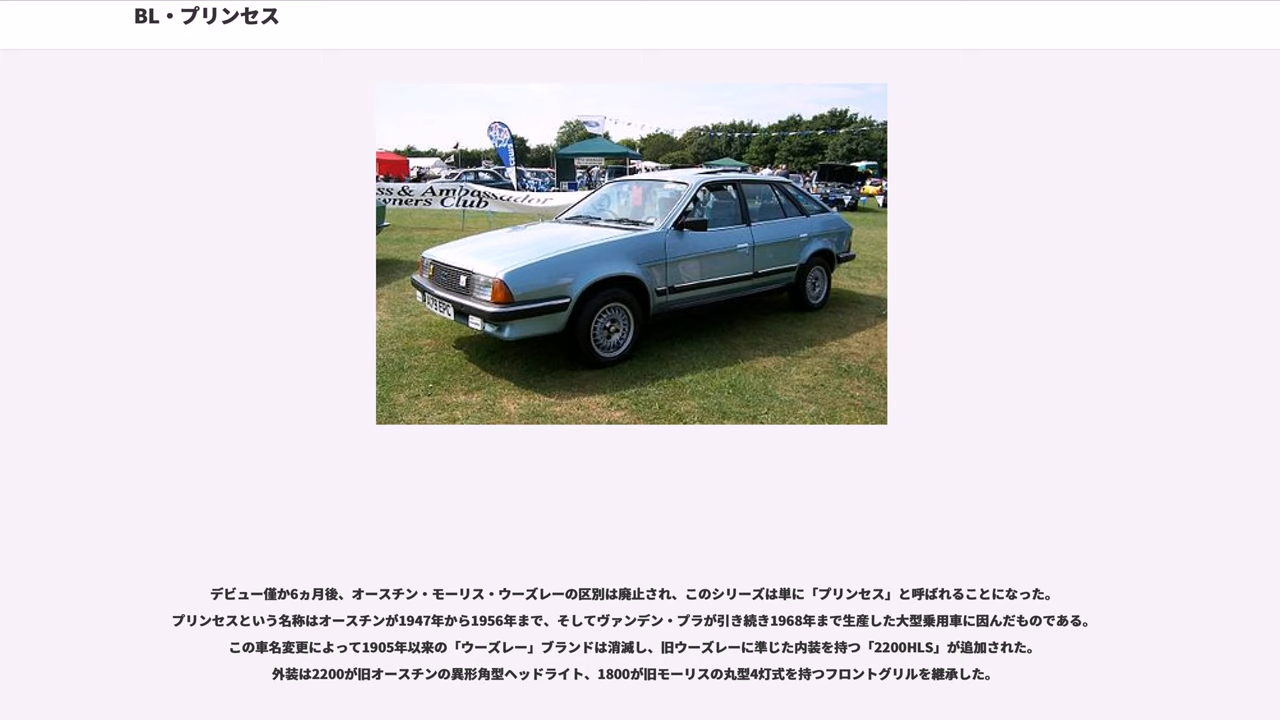 BL・プリンセス
ss & Ambassador
wners Club
デビュー僅か6ヵ月後、オースチン・モーリス・ウーズレーの区別は廃止され、このシリーズは単に「プリンセス」と呼ばれることになった。
プリンセスという名称はオースチンが1947年から1956年まで、そしてヴァンデン・プラが引き続き1968年まで生産した大型乗用車に因んだものである。
この車名変更によって1905年以来の「ウーズレー」ブランドは消滅し、旧ウーズレーに準じた内装を持つ「2200HLS」が追加された。
外装は2200が旧オースチンの異形角型ヘッドライト、1800が旧モーリスの丸型4灯式を持つフロントグリルを継承した。